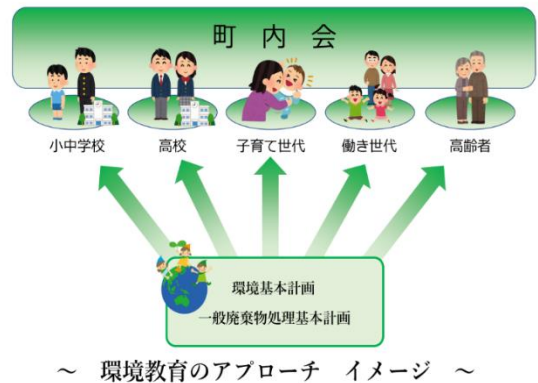 町 内 会
小中学校
高校
子育て世代
働き世代
高齢者
環境基本計画
一般廃棄物処理基本計画
～ 環境教育のアプローチ イメージ ～